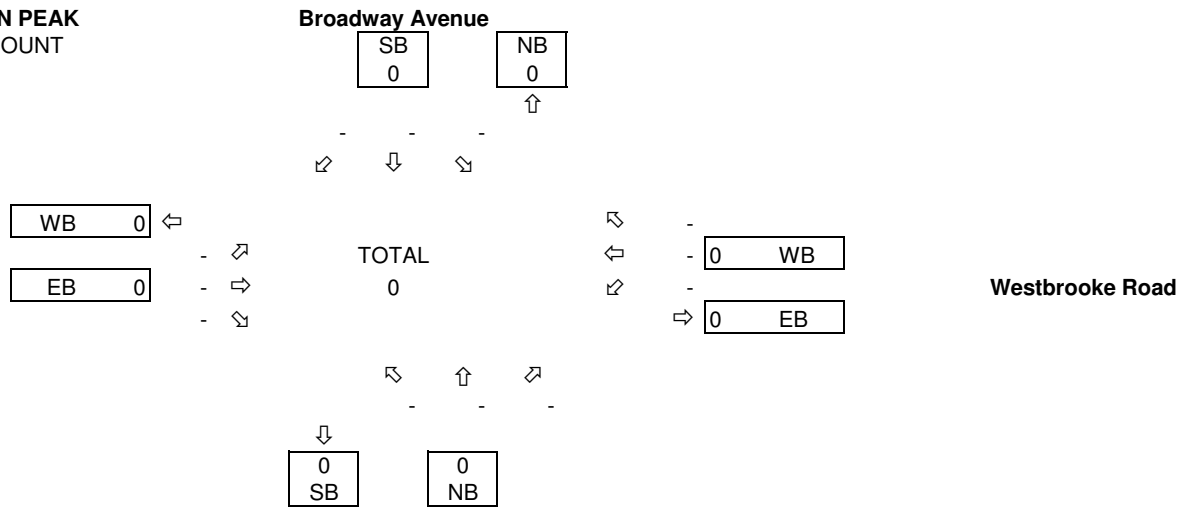 N PEAK Broadway Avenue
OUNT SB NB
0 0
⇧
- - -
⬃ ⇩ ⬂
WB 0 ⇦ ⬁ -
- ⬀ TOTAL ⇦ - 0 WB
EB 0 - ⇨ 0 ⬃ - Westbrooke Road
- ⬂ ⇨ 0 EB
⬁ ⇧ ⬀
- - -
⇩
0 0
SB NB